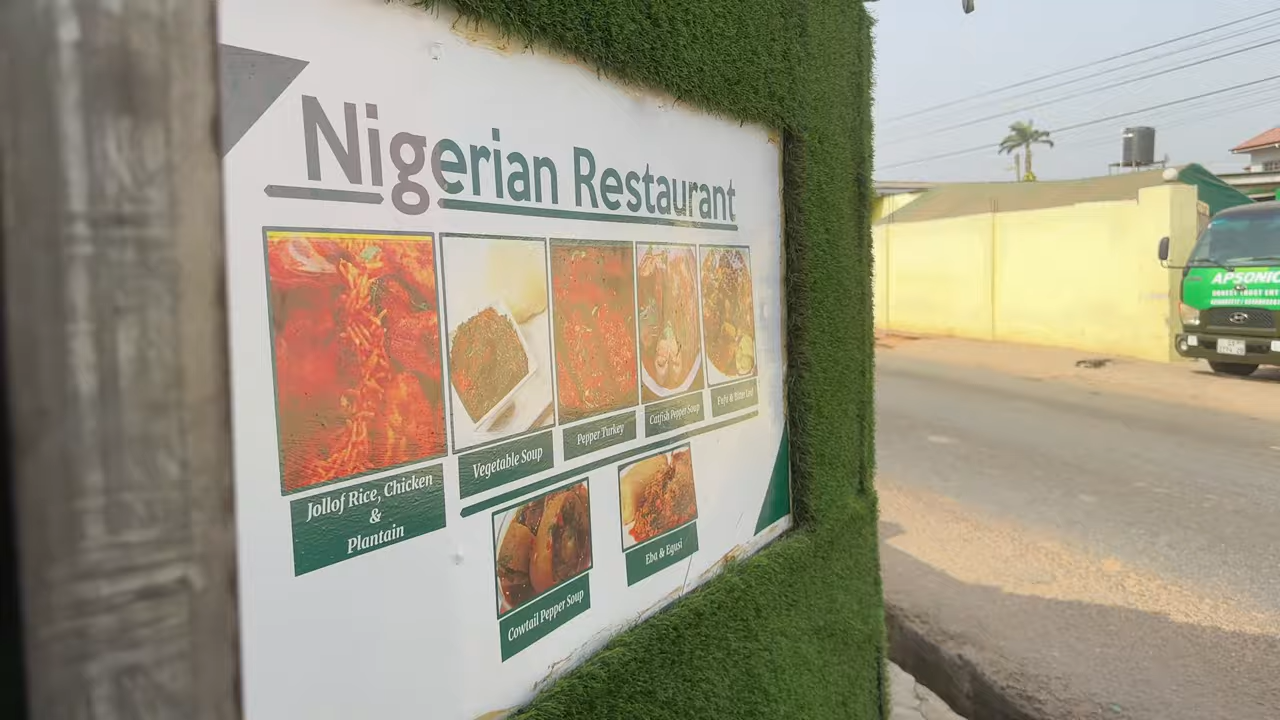 Nigerian Restaurant
Jollof Rice, Chicken
&
Plantain
Vegetable Soup
Pepper Turkey
Catfish Pepper Soup
Fufu & Bitter Leaf
Cowtail Pepper Soup
Eba & Egusi
APSONIC